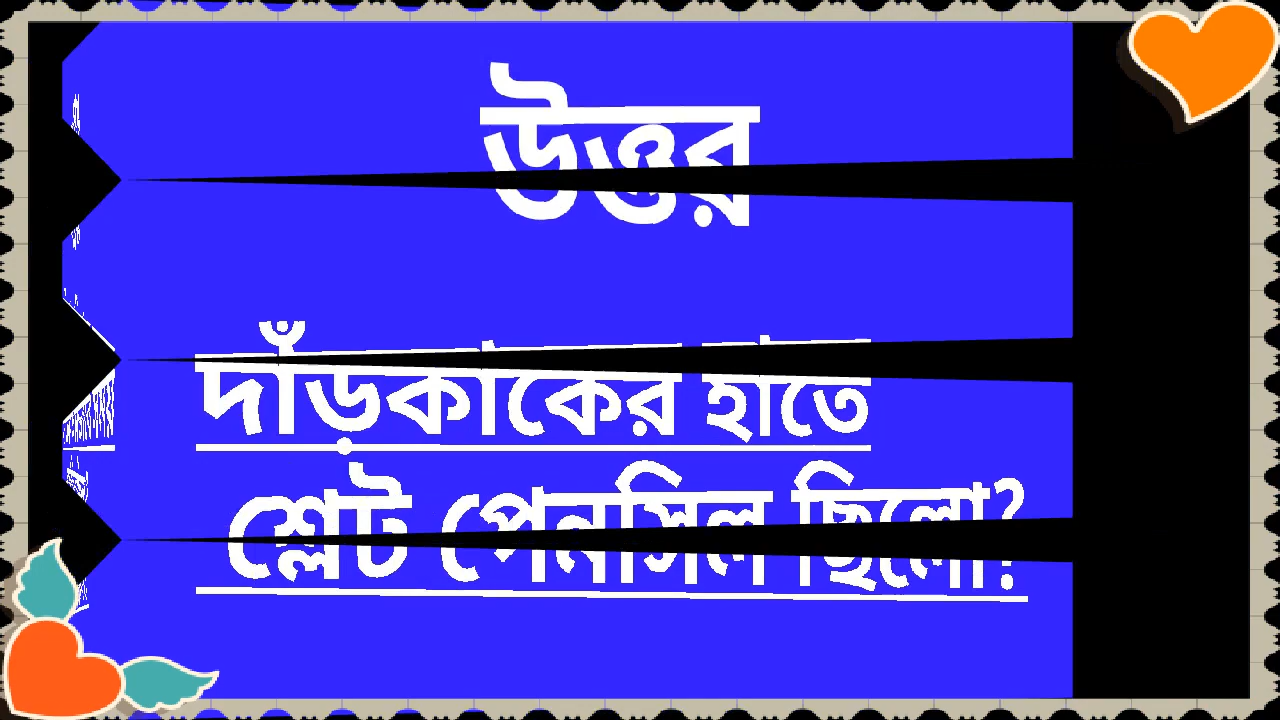 উত্তর
দাঁড়কাকের হাতে
শ্লেট পেনসিল ছিলো?